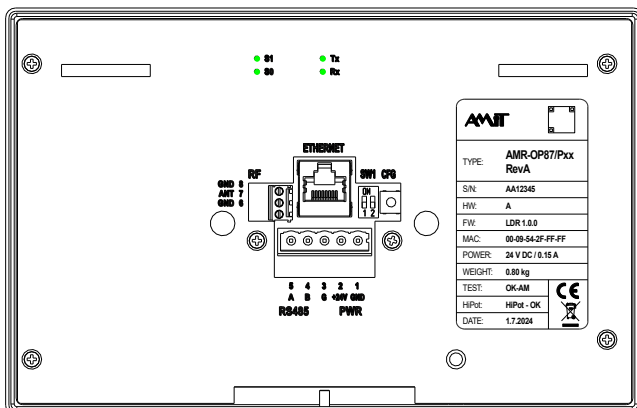 S1 Tx
S0 Rx
ETHERNET
RF SW1 CFG
GND 8
ANT 7
GND 6
ON
1 2
5 4 3 2 1
A B G +24V GND
RS485 PWR
AMiT
TYPE: AMR-OP87/Pxx
RevA
S/N: AA12345
HW: A
FW: LDR 1.0.0
MAC: 00-09-54-2F-FF-FF
POWER: 24 V DC / 0.15 A
WEIGHT: 0.80 kg
TEST: OK-AM
HiPot: HiPot - OK
DATE: 1.7.2024
CE